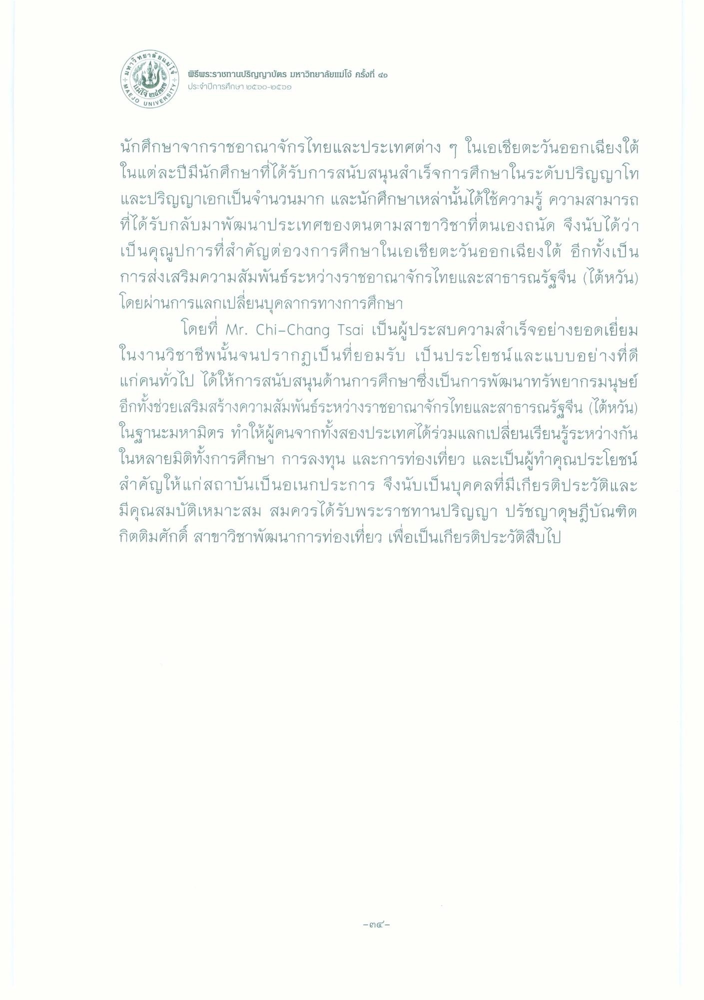 มหาวิทยาลัยแม่โจ้
แม่โจ้ ๒๔๗๗
MAEJO UNIVERSITY
พิธีพระราชทานปริญญาบัตร มหาวิทยาลัยแม่โจ้ ครั้งที่ ๔๑
ประจำปีการศึกษา ๒๕๖๐-๒๕๖๑
นักศึกษาจากราชอาณาจักรไทยและประเทศต่าง ๆ ในเอเชียตะวันออกเฉียงใต้
ในแต่ละปีมีนักศึกษาที่ได้รับการสนับสนุนสำเร็จการศึกษาในระดับปริญญาโท
และปริญญาเอกเป็นจำนวนมาก และนักศึกษาเหล่านั้นได้ใช้ความรู้ ความสามารถ
ที่ได้รับกลับมาพัฒนาประเทศของตนตามสาขาวิชาที่ตนเองถนัด จึงนับได้ว่า
เป็นคุณูปการที่สำคัญต่อวงการศึกษาในเอเชียตะวันออกเฉียงใต้ อีกทั้งเป็น
การส่งเสริมความสัมพันธ์ระหว่างราชอาณาจักรไทยและสาธารณรัฐจีน (ไต้หวัน)
โดยผ่านการแลกเปลี่ยนบุคลากรทางการศึกษา
โดยที่ Mr. Chi-Chang Tsai เป็นผู้ประสบความสำเร็จอย่างยอดเยี่ยม
ในงานวิชาชีพนั้นจนปรากฏเป็นที่ยอมรับ เป็นประโยชน์และแบบอย่างที่ดี
แก่คนทั่วไป ได้ให้การสนับสนุนด้านการศึกษาซึ่งเป็นการพัฒนาทรัพยากรมนุษย์
อีกทั้งช่วยเสริมสร้างความสัมพันธ์ระหว่างราชอาณาจักรไทยและสาธารณรัฐจีน (ไต้หวัน)
ในฐานะมหามิตร ทำให้ผู้คนจากทั้งสองประเทศได้ร่วมแลกเปลี่ยนเรียนรู้ระหว่างกัน
ในหลายมิติทั้งการศึกษา การลงทุน และการท่องเที่ยว และเป็นผู้ทำคุณประโยชน์
สำคัญให้แก่สถาบันเป็นอเนกประการ จึงนับเป็นบุคคลที่มีเกียรติประวัติและ
มีคุณสมบัติเหมาะสม สมควรได้รับพระราชทานปริญญา ปรัชญาดุษฎีบัณฑิต
กิตติมศักดิ์ สาขาวิชาพัฒนาการท่องเที่ยว เพื่อเป็นเกียรติประวัติสืบไป
-๓๔-